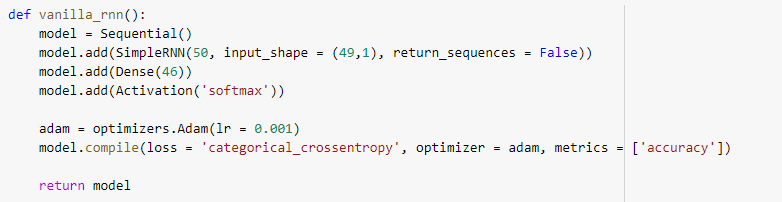 def vanilla_rnn():
    model = Sequential()
    model.add(SimpleRNN(50, input_shape = (49,1), return_sequences = False))
    model.add(Dense(46))
    model.add(Activation('softmax'))

    adam = optimizers.Adam(lr = 0.001)
    model.compile(loss = 'categorical_crossentropy', optimizer = adam, metrics = ['accuracy'])

    return model